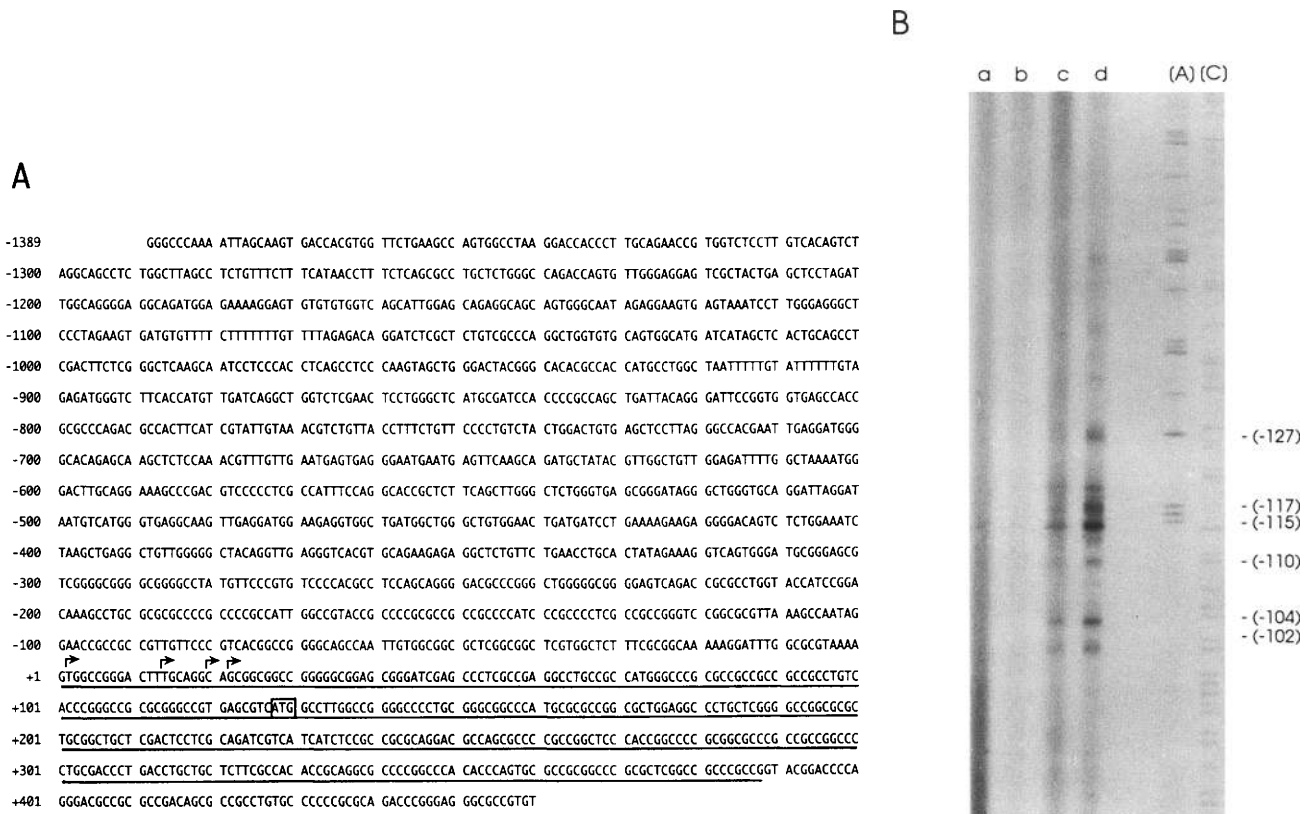 B
a b c d (A) (C)
A
-1389 GGGCCCAAAA ATTAGCAAGT GACCACGTGG TTCTGAAGCC AGTGGCCTAA GGACCACCCT TGCAGAACCG TGGTCTCCTT GTCACAGTCT
-1300 AGGCAGCCTC TGGCTTAGCC TCTGTTTCTT TCATAACCTT TCTCAGCGCC TGCTCTGGGC CAGACCAGTG TTGGGAGGAG TCGCTACTGA GCTCCTAGAT
-1200 TGGCAGGGGA GGCAGATGGA GAAAAGGAGT GTGTGTGGTC AGCATTGGAG CAGAGGCAGC AGTGGGCAAT AGAGGAAGTG AGTAAATCCT TGGGAGGGCT
-1100 CCCTAGAAGT GATGTGTTTT CTTTTTTTGT TTTAGAGACA GGATCTCGCT CTGTCGCCCA GGCTGGTGTG CAGTGGCATG ATCATAGCTC ACTGCAGCCT
-1000 CGACTTCTCG GGCTCAAGCA ATCCTCCCAC CTCAGCCTCC CAAGTAGCTG GGACTACGGG CACACGCCAC CATGCCTGGC TAATTTTTGT ATTTTTTGTA
-900 GAGATGGGTC TTCACCATGT TGATCAGGCT GGTCTCGAAC TCCTGGGCTC ATGCGATCCA CCCCGCCAGC TGATTACAGG GATTCCGGTG GTGAGCCACC
-800 GCGCCCAGAC GCCACTTCAT CGTATTGTAA ACGTCTGTTA CCTTTCTGTT CCCCTGTCTA CTGGACTGTG AGCTCCTTAG GGCCACGAAT TGAGGATGGG
-700 GCACAGAGCA AGCTCTCCAA ACGTTTGTTG AATGAGTGAG GGAATGAATG AGTTCAAGCA GATGCTATAC GTTGGCTGTT GGAGATTTTG GCTAAAATGG
-600 GACTTGCAGG AAAGCCCGAC GTCCCCCTCG CCATTTCCAG GCACCGCTCT TCAGCTTGGG CTCTGGGTGA GCGGGATAGG GCTGGGTGCA GGATTAGGAT
-500 AATGTCATGG GTGAGGCAAG TTGAGGATGG AAGAGGTGGC TGATGGCTGG GCTGTGGAAC TGATGATCCT GAAAAGAAGA GGGGACAGTC TCTGGAAATC
-400 TAAGCTGAGG CTGTTGGGGG CTACAGGTTG AGGGTCACGT GCAGAAGAGA GGCTCTGTTC TGAACCTGCA CTATAGAAAG GTCAGTGGGA TGCGGGAGCG
-300 TCGGGGCGGG GCGGGGCCTA TGTTCCCGTG TCCCCACGCC TCCAGCAGGG GACGCCCGGG CTGGGGGCGG GGAGTCAGAC CGCGCCTGGT ACCATCCGGA
-200 CAAAGCCTGC GCGCGCCCCG CCCCGCCATT GGCCGTACCG CCCCGCGCCG CCGCCCCATC CCGCCCCTCG CCGCCGGGTC CGGCGCGTTA AAGCCAATAG
-100 GAACCGCCGC CGTTGTTCCC GTCACGGCCG GGGCAGCCAA TTGTGGCGGC GCTCGGCGGC TCGTGGCTCT TTCGCGGCAA AAAGGATTTG GCGCGTAAAA
+1 GTGGCCGGGA CTTTGCAGGC AGCGGCGGCC GGGGGCGGAG CGGGATCGAG CCCTCGCCGA GGCCTGCCGC CATGGGCCCG CGCCGCCGCC GCCGCCTGTC
+101 ACCCGGGCCG CGCGGGCCGT GAGCGTCATG GCCTTGGCCG GGGCCCCTGC GGGCGGCCCA TGCGCGCCGG CGCTGGAGGC CCTGCTCGGG GCCGGCGCGC
+201 TGCGGCTGCT CGACTCCTCG CAGATCGTCA TCATCTCCGC CGCGCAGGAC GCCAGCGCCC CGCCGGCTCC CACCGGCCCC GCGGCGCCCG CCGCCGGCCC
+301 CTGCGACCCT GACCTGCTGC TCTTCGCCAC ACCGCAGGCG CCCCGGCCCA CACCCAGTGC GCCGCGGCCC GCGCTCGGCC GCCCGCCGGT ACGGACCCCA
+401 GGGACGCCGC GCCGACAGCG CCGCCTGTGC CCCCCGCGCA GACCCGGGAG GGCGCCGTGT
-(-127)
-(-117)
-(-115)
-(-110)
-(-104)
-(-102)